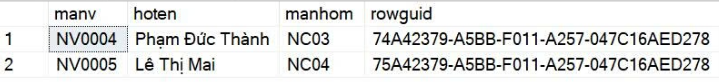 manv hoten manhom rowguid
1 NV0004 Phạm Đức Thành NC03 74A42379-A5BB-F011-A257-047C16AED278
2 NV0005 Lê Thị Mai NC04 75A42379-A5BB-F011-A257-047C16AED278